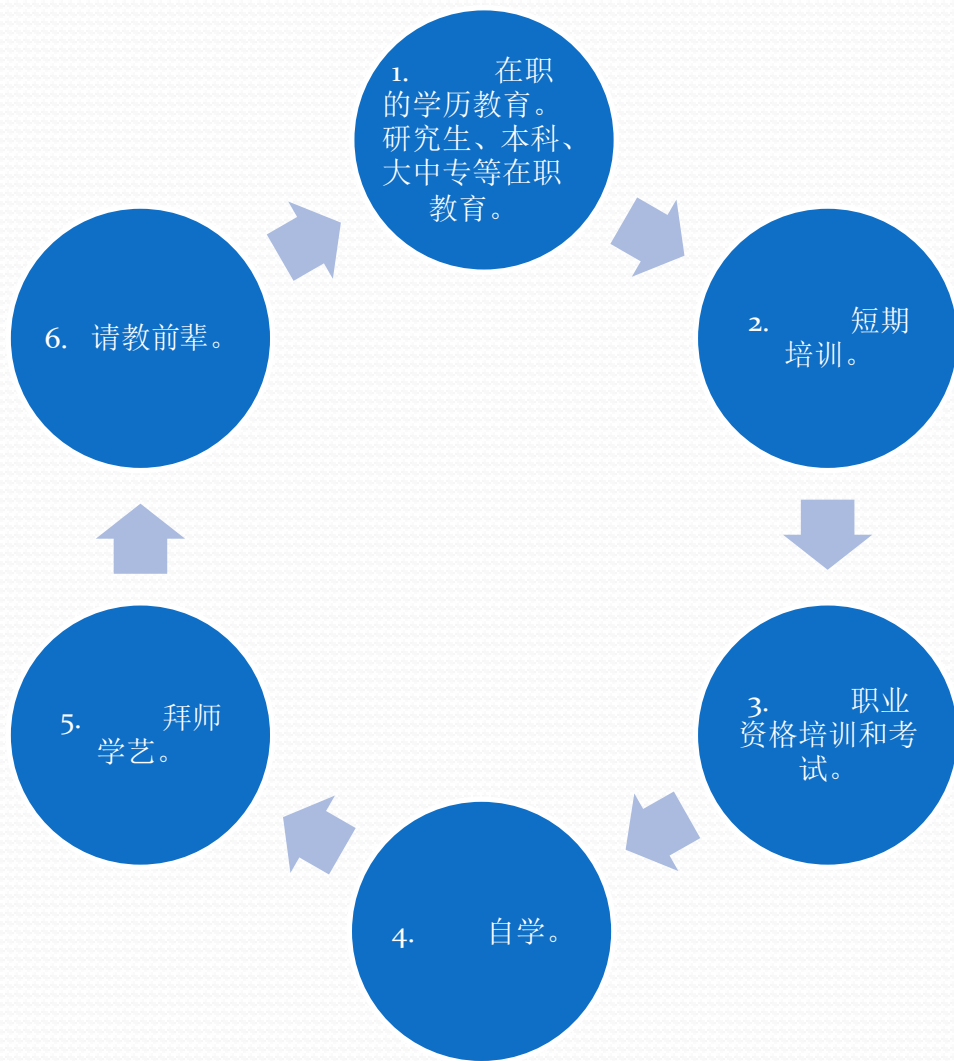 1. 在职
的学历教育。
研究生、本科、
大中专等在职
教育。
2. 短期
培训。
3. 职业
资格培训和考
试。
4. 自学。
5. 拜师
学艺。
6. 请教前辈。